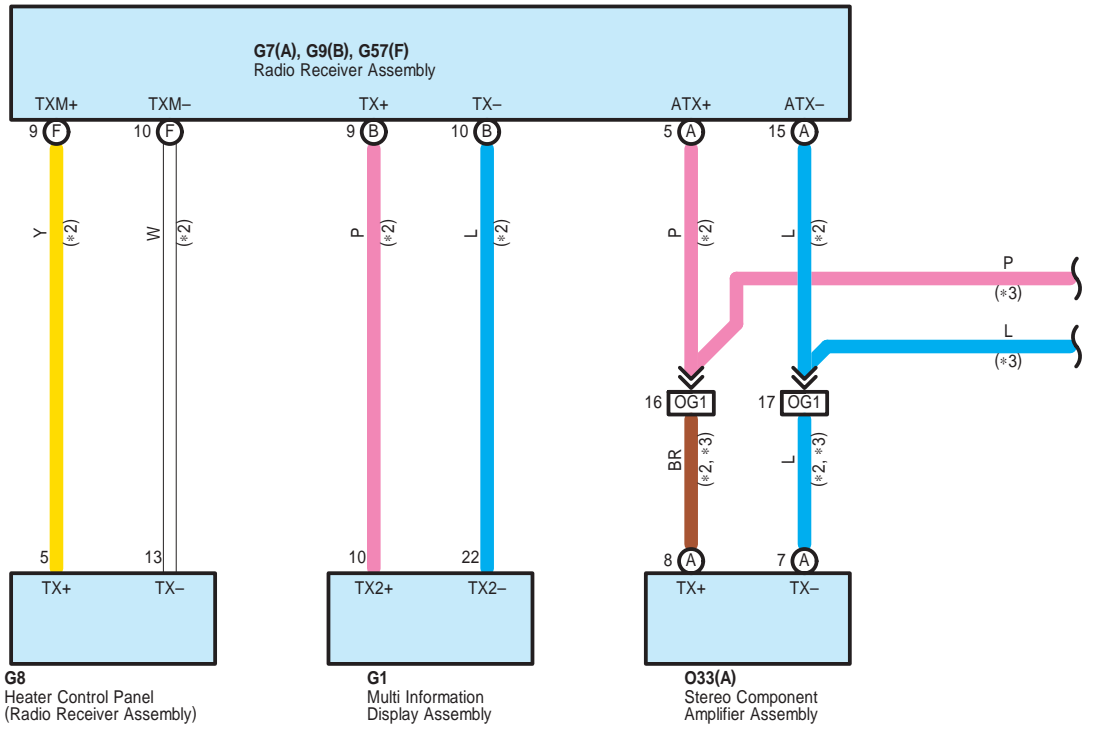 G7(A), G9(B), G57(F)
Radio Receiver Assembly
TXM+ TXM– TX+ TX– ATX+ ATX–
9 F 10 F 9 B 10 B 5 A 15 A
Y (*2) W (*2) P (*2) L (*2) P (*2) L (*2)
P
(*3)
L
(*3)
16 OG1 17 OG1
BR (*2, *3) L (*2, *3)
5 13 10 22 8 A 7 A
TX+ TX– TX2+ TX2– TX+ TX–
G8
Heater Control Panel
(Radio Receiver Assembly)
G1
Multi Information
Display Assembly
O33(A)
Stereo Component
Amplifier Assembly